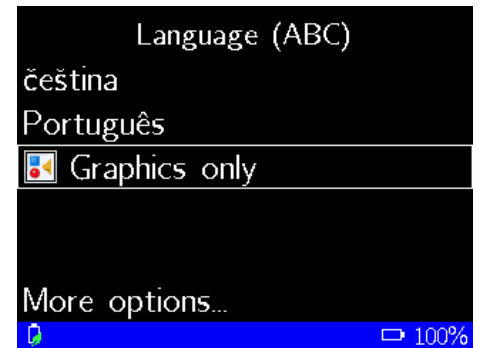 Language (ABC)
čeština
Português
Graphics only
More options...
100%